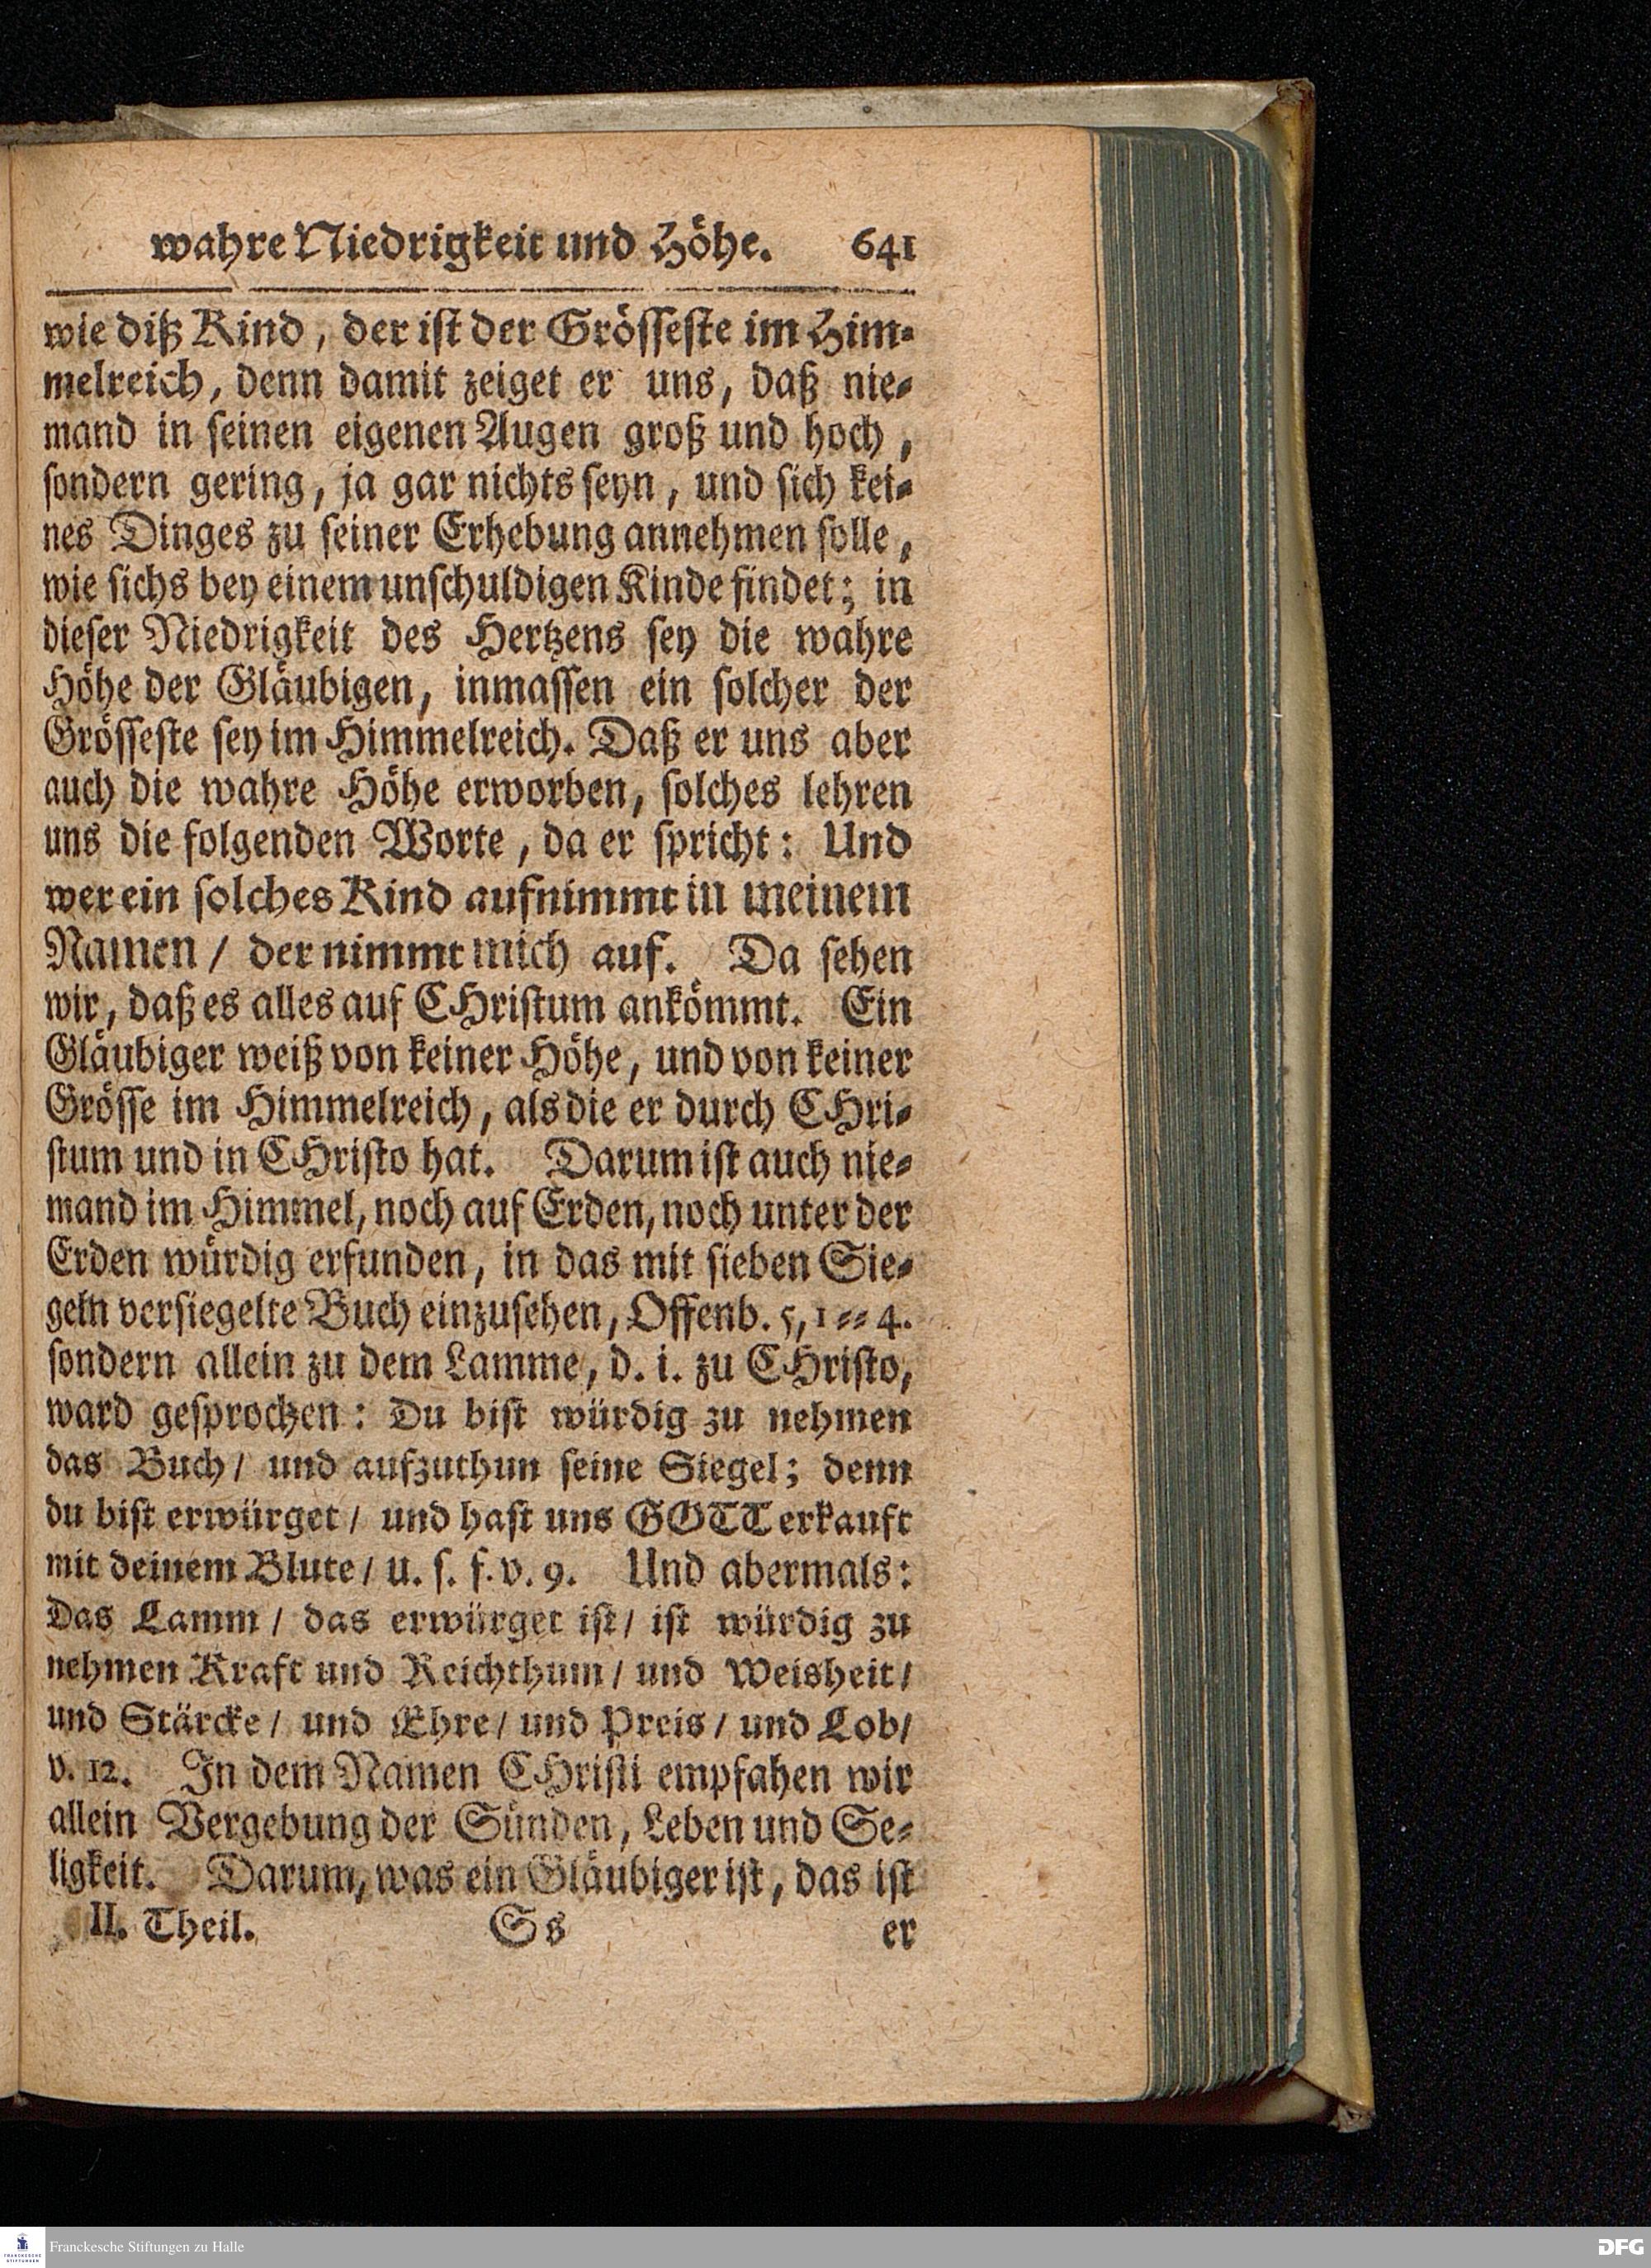 wahre Niedrigkeit und Höhe. 641
wie diß Kind, der ist der Grösseste im Him-
melreich, denn damit zeiget er uns, daß nie-
mand in seinen eigenen Augen groß und hoch,
sondern gering, ja gar nichts seyn, und sich kei-
nes Dinges zu seiner Erhebung annehmen solle,
wie sichs bey einem unschuldigen Kinde findet; in
dieser Niedrigkeit des Hertzens sey die wahre
Höhe der Gläubigen, inmassen ein solcher der
Grösseste sey im Himmelreich. Daß er uns aber
auch die wahre Höhe erworben, solches lehren
uns die folgenden Worte, da er spricht: Und
wer ein solches Kind aufnimmt in meinem
Namen / der nimmt mich auf. Da sehen
wir, daß es alles auf CHristum ankömmt. Ein
Gläubiger weiß von keiner Höhe, und von keiner
Grösse im Himmelreich, als die er durch CHri-
stum und in CHristo hat. Darum ist auch nie-
mand im Himmel, noch auf Erden, noch unter der
Erden würdig erfunden, in das mit sieben Sie-
geln versiegelte Buch einzusehen, Offenb. 5, 1 -- 4.
sondern allein zu dem Lamme, d. i. zu CHristo,
ward gesprochen: Du bist würdig zu nehmen
das Buch / und aufzuthun seine Siegel; denn
du bist erwürget / und hast uns GOTT erkauft
mit deinem Blute / u. s. f. v. 9. Und abermals:
Das Lamm / das erwürget ist / ist würdig zu
nehmen Kraft und Reichthum / und Weisheit /
und Stärcke / und Ehre / und Preis / und Lob /
v. 12. In dem Namen CHristi empfahen wir
allein Vergebung der Sünden, Leben und Se-
ligkeit. Darum, was ein Gläubiger ist, das ist
II. Theil. Ss er
FRANCKESCHE STIFTUNGEN
Franckesche Stiftungen zu Halle
DFG